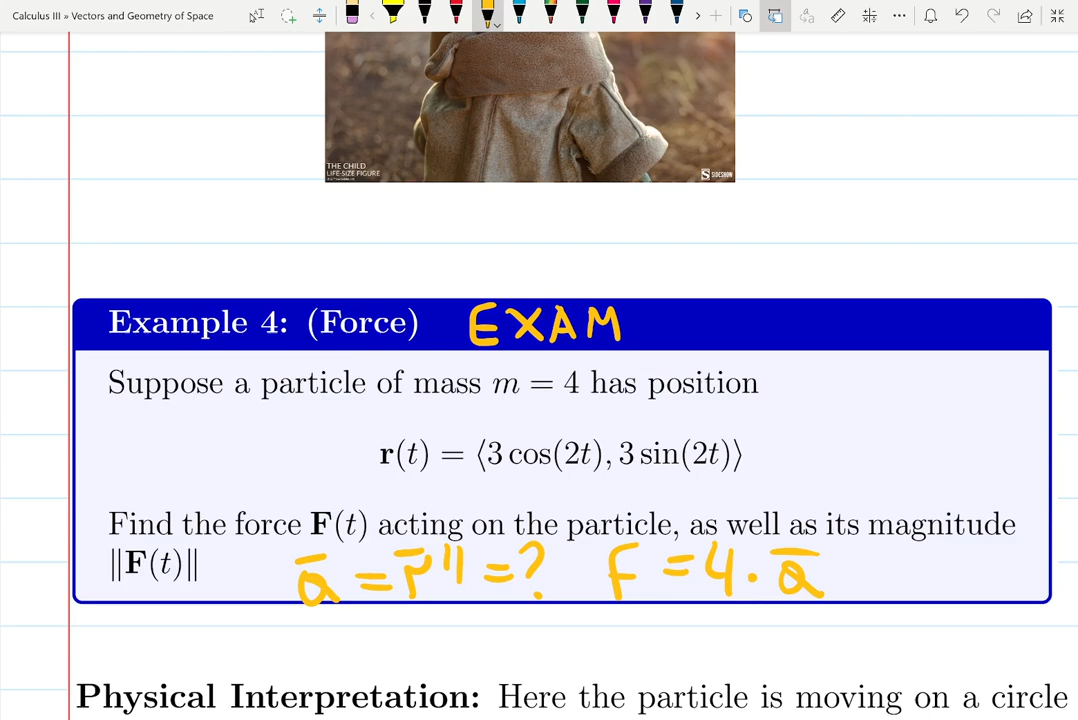 Calculus III » Vectors and Geometry of Space
THE CHILD
LIFE-SIZE FIGURE
S SIDESHOW
Example 4: (Force) EXAM
Suppose a particle of mass m = 4 has position
r(t) = ⟨3 cos(2t), 3 sin(2t)⟩
Find the force F(t) acting on the particle, as well as its magnitude
‖F(t)‖ a̅ = r̅'' = ? F = 4 · a̅
Physical Interpretation: Here the particle is moving on a circle